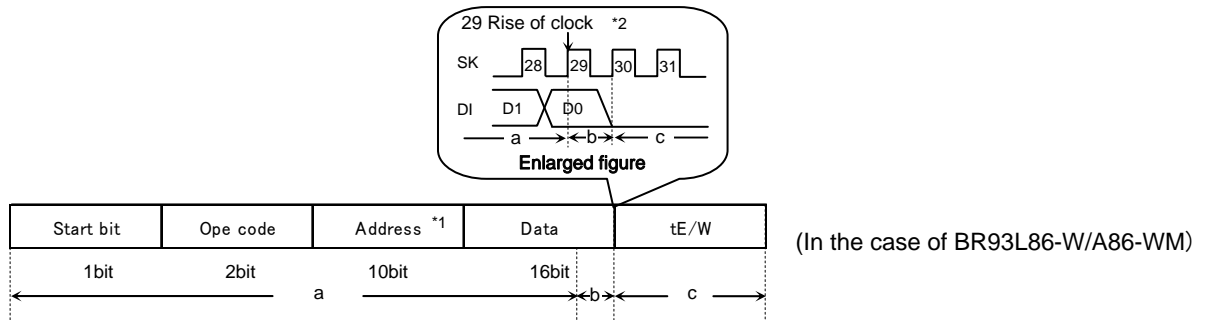 29 Rise of clock *2
SK 28 29 30 31
DI D1 D0
a b c
Enlarged figure
Start bit Ope code Address *1 Data tE/W
(In the case of BR93L86-W/A86-WM)
1bit 2bit 10bit 16bit
a b c